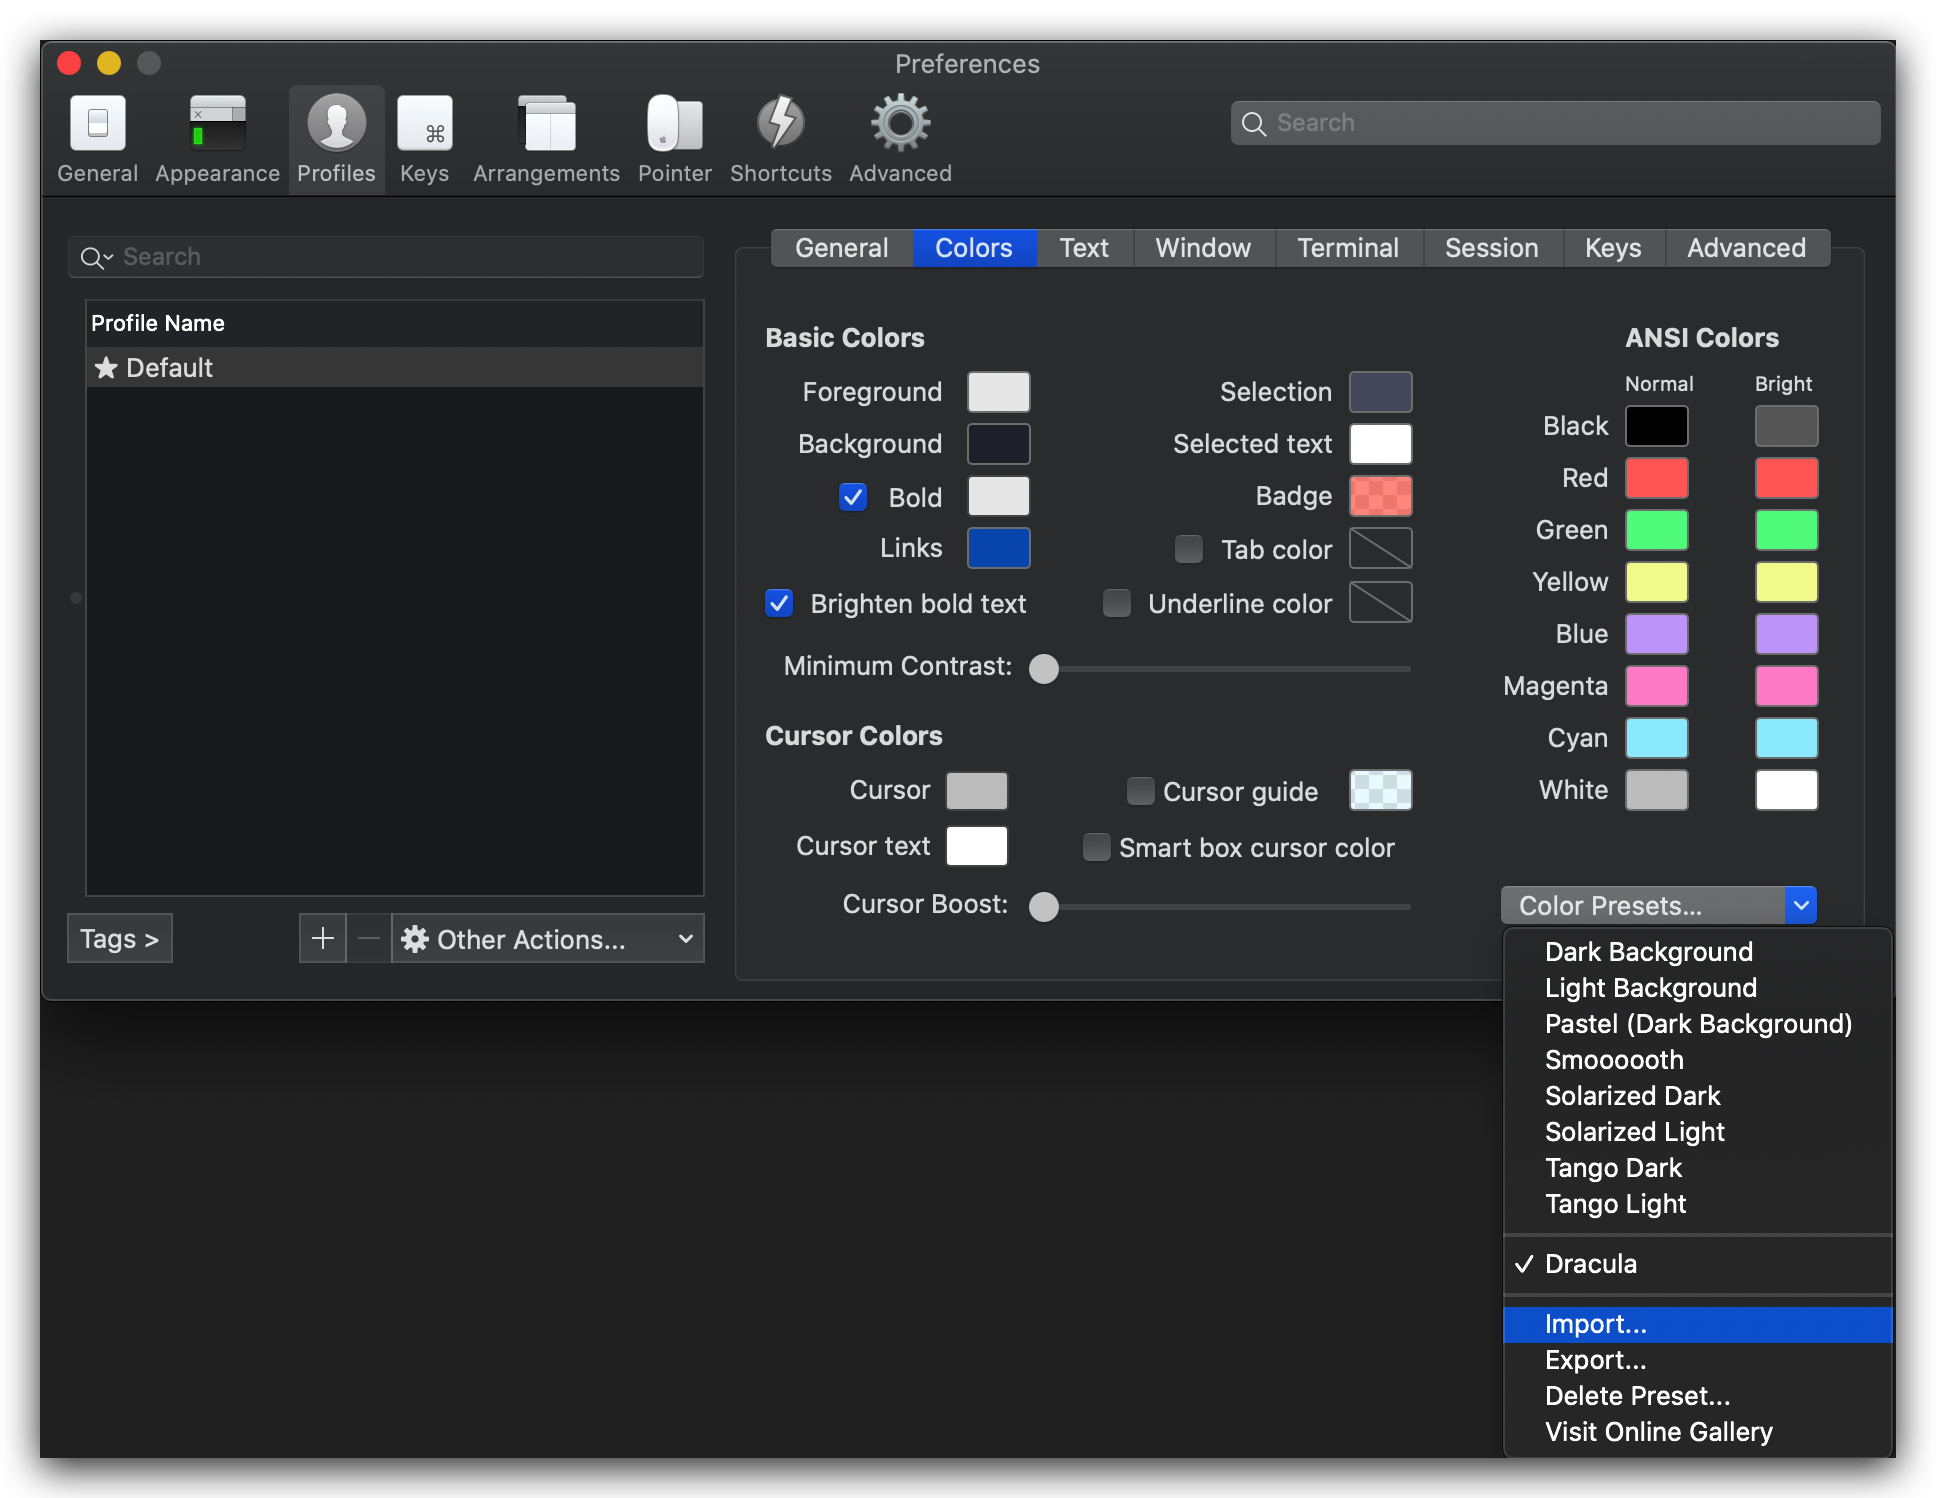 Preferences
General Appearance Profiles Keys Arrangements Pointer Shortcuts Advanced
Search
Search
Profile Name
Default
Tags >
Other Actions...
General Colors Text Window Terminal Session Keys Advanced
Basic Colors
Foreground
Background
Bold
Links
Brighten bold text
Selection
Selected text
Badge
Tab color
Underline color
Minimum Contrast:
Cursor Colors
Cursor
Cursor text
Cursor guide
Smart box cursor color
Cursor Boost:
ANSI Colors
Normal Bright
Black
Red
Green
Yellow
Blue
Magenta
Cyan
White
Color Presets...
Dark Background
Light Background
Pastel (Dark Background)
Smoooooth
Solarized Dark
Solarized Light
Tango Dark
Tango Light
✓ Dracula
Import...
Export...
Delete Preset...
Visit Online Gallery